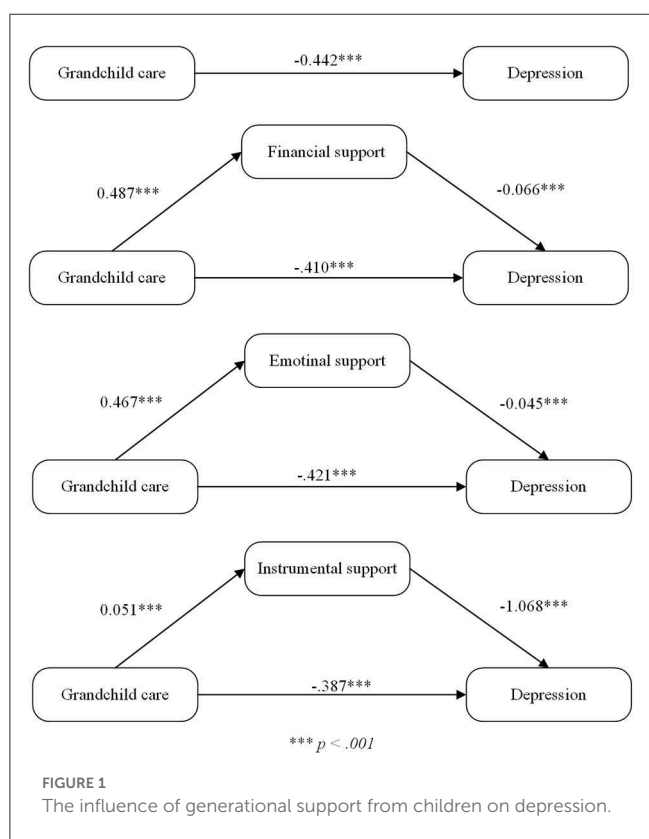 -0.442***
Grandchild care
Depression
Financial support
0.487***
-0.066***
Grandchild care
-.410***
Depression
Emotinal support
0.467***
-0.045***
Grandchild care
-.421***
Depression
Instrumental support
0.051***
-1.068***
Grandchild care
-.387***
Depression
*** p < .001
FIGURE 1
The influence of generational support from children on depression.